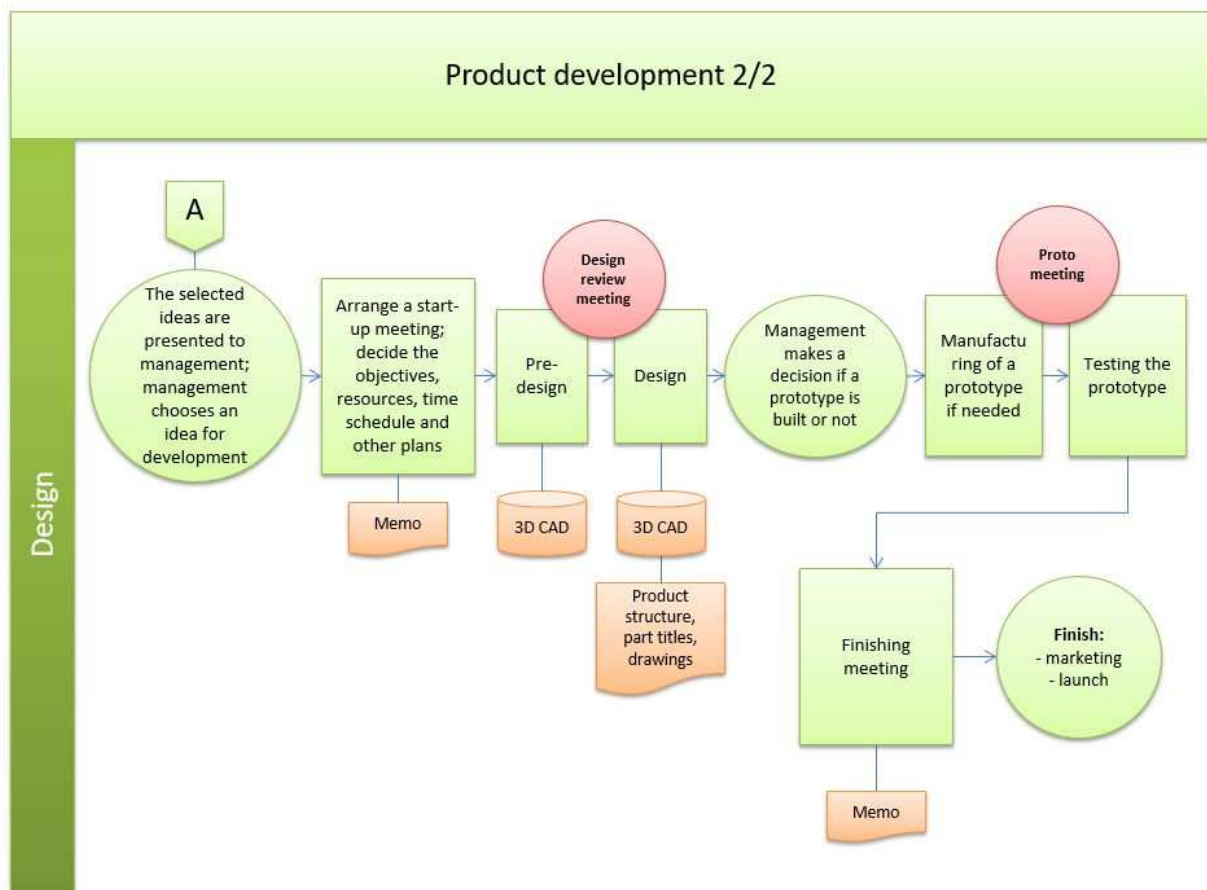 Product development 2/2
Design
A
The selected
ideas are
presented to
management;
management
chooses an
idea for
development
Arrange a start-
up meeting;
decide the
objectives,
resources, time
schedule and
other plans
Memo
Pre-
design
3D CAD
Design
review
meeting
Design
3D CAD
Product
structure,
part titles,
drawings
Management
makes a
decision if a
prototype is
built or not
Manufactu
ring of a
prototype
if needed
Proto
meeting
Testing the
prototype
Finishing
meeting
Memo
Finish:
- marketing
- launch